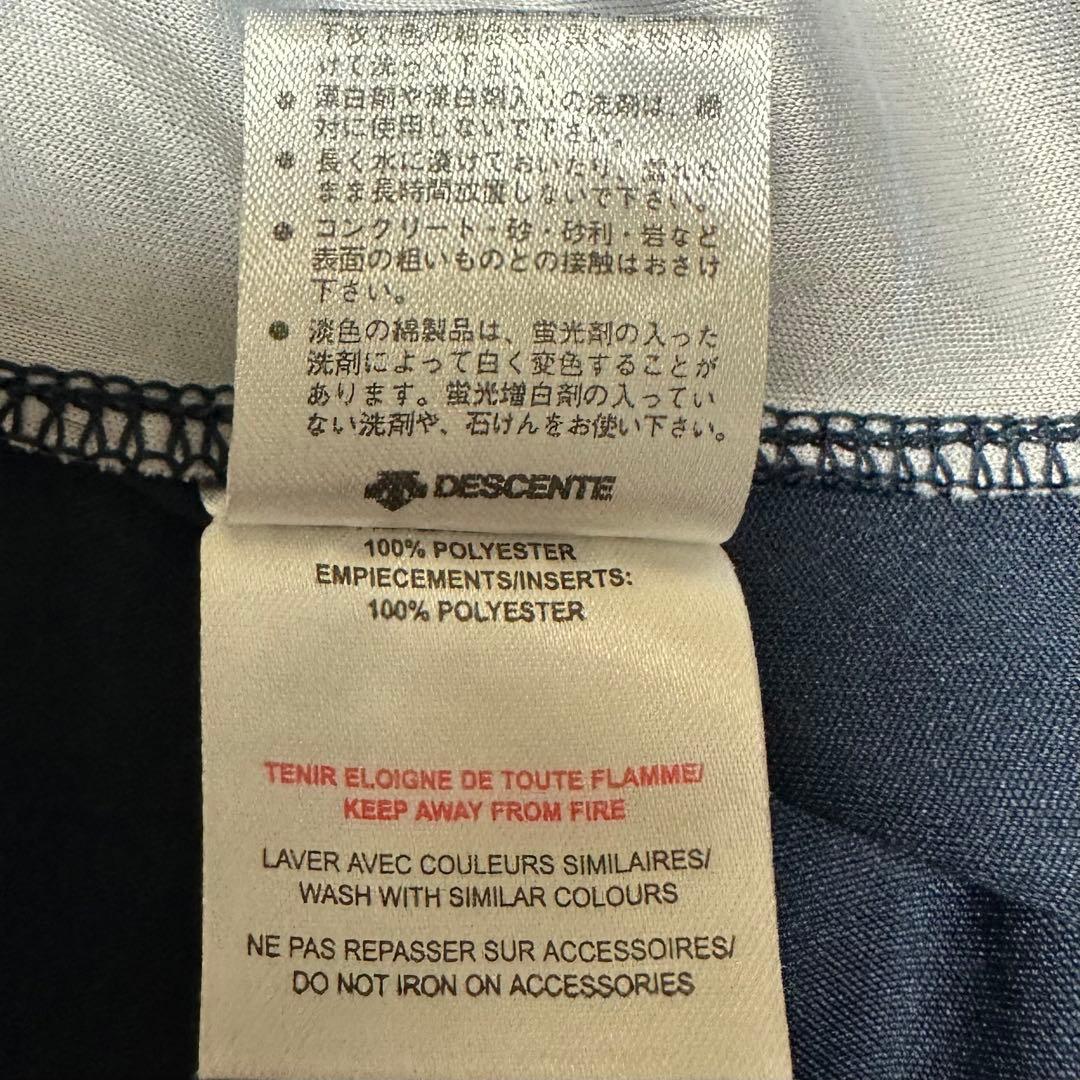 けて洗って下さい。
漂白剤や漂白剤入りの洗剤は、絶
対に使用しないで下さい。
長く水に漬けておいたり、濡れた
まま長時間放置しないで下さい。
コンクリート・砂・砂利・岩など
表面の粗いものとの接触はおさけ
下さい。
淡色の綿製品は、蛍光剤の入った
洗剤によって白く変色することが
あります。蛍光増白剤の入ってい
ない洗剤や、石けんをお使い下さい。
DESCENTE
100% POLYESTER
EMPIECEMENTS/INSERTS:
100% POLYESTER
TENIR ELOIGNE DE TOUTE FLAMME/
KEEP AWAY FROM FIRE
LAVER AVEC COULEURS SIMILAIRES/
WASH WITH SIMILAR COLOURS
NE PAS REPASSER SUR ACCESSOIRES/
DO NOT IRON ON ACCESSORIES